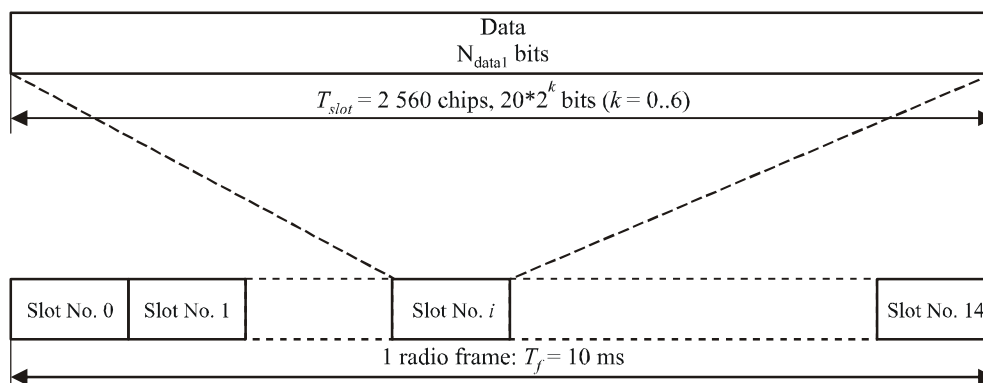 Data
N_data1 bits
T_slot = 2 560 chips, 20*2^k bits (k = 0..6)
Slot No. 0 Slot No. 1 Slot No. i Slot No. 14
1 radio frame: T_f = 10 ms